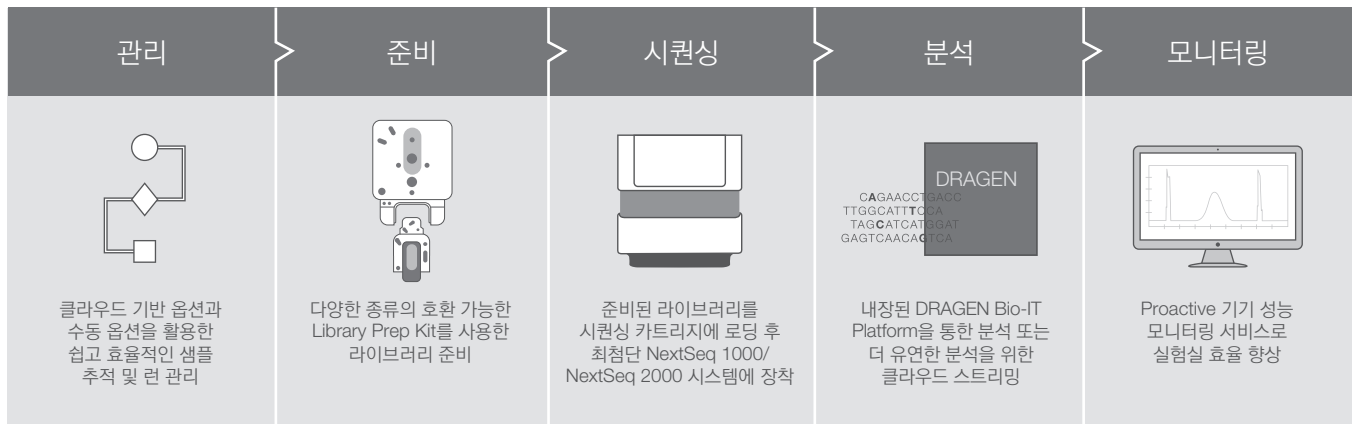 관리
준비
시퀀싱
분석
모니터링
DRAGEN
CAGAACCTGACC
TTGGCATTTCCA
TAGCATCATGGAT
GAGTCAACAGTCA
클라우드 기반 옵션과
수동 옵션을 활용한
쉽고 효율적인 샘플
추적 및 런 관리
다양한 종류의 호환 가능한
Library Prep Kit를 사용한
라이브러리 준비
준비된 라이브러리를
시퀀싱 카트리지에 로딩 후
최첨단 NextSeq 1000/
NextSeq 2000 시스템에 장착
내장된 DRAGEN Bio-IT
Platform을 통한 분석 또는
더 유연한 분석을 위한
클라우드 스트리밍
Proactive 기기 성능
모니터링 서비스로
실험실 효율 향상